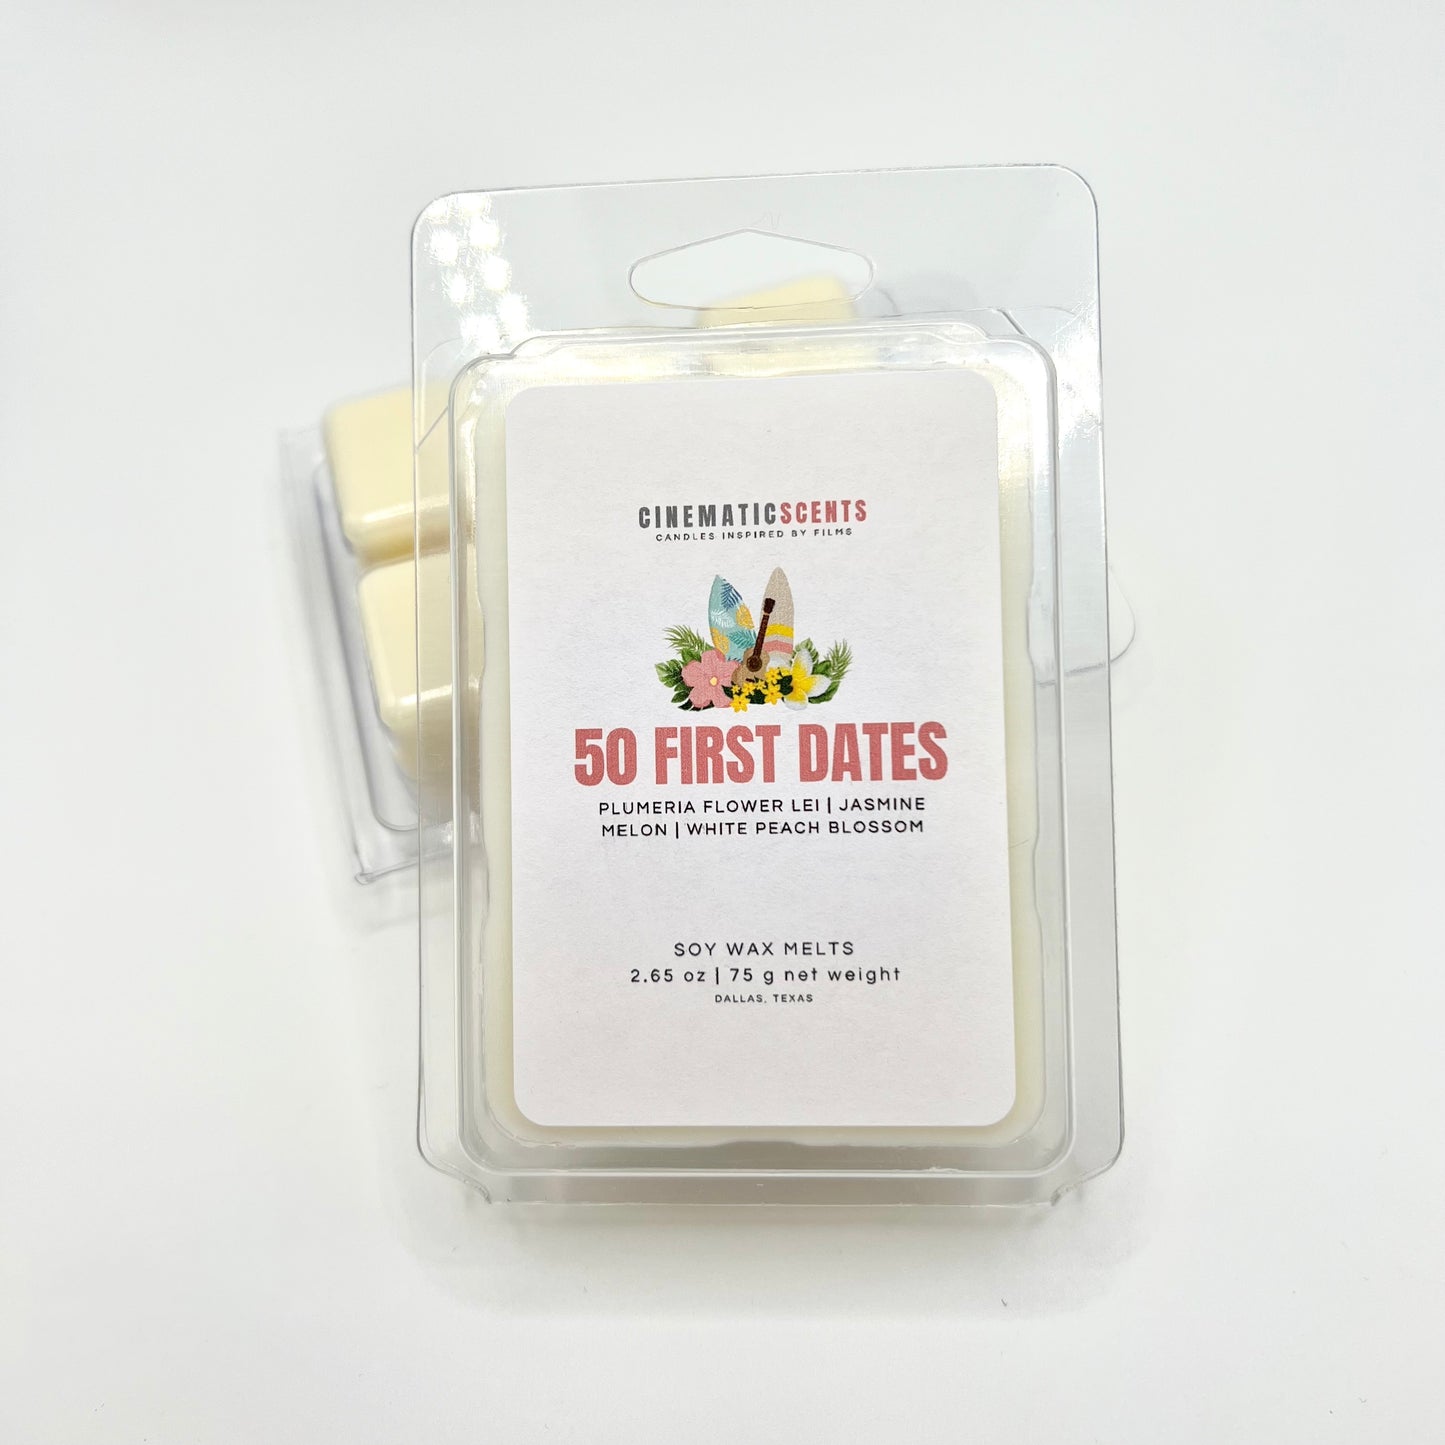 CINEMATICSCENTS
CANDLES INSPIRED BY FILMS
50 FIRST DATES
PLUMERIA FLOWER LEI | JASMINE
MELON | WHITE PEACH BLOSSOM
SOY WAX MELTS
2.65 oz | 75 g net weight
DALLAS, TEXAS